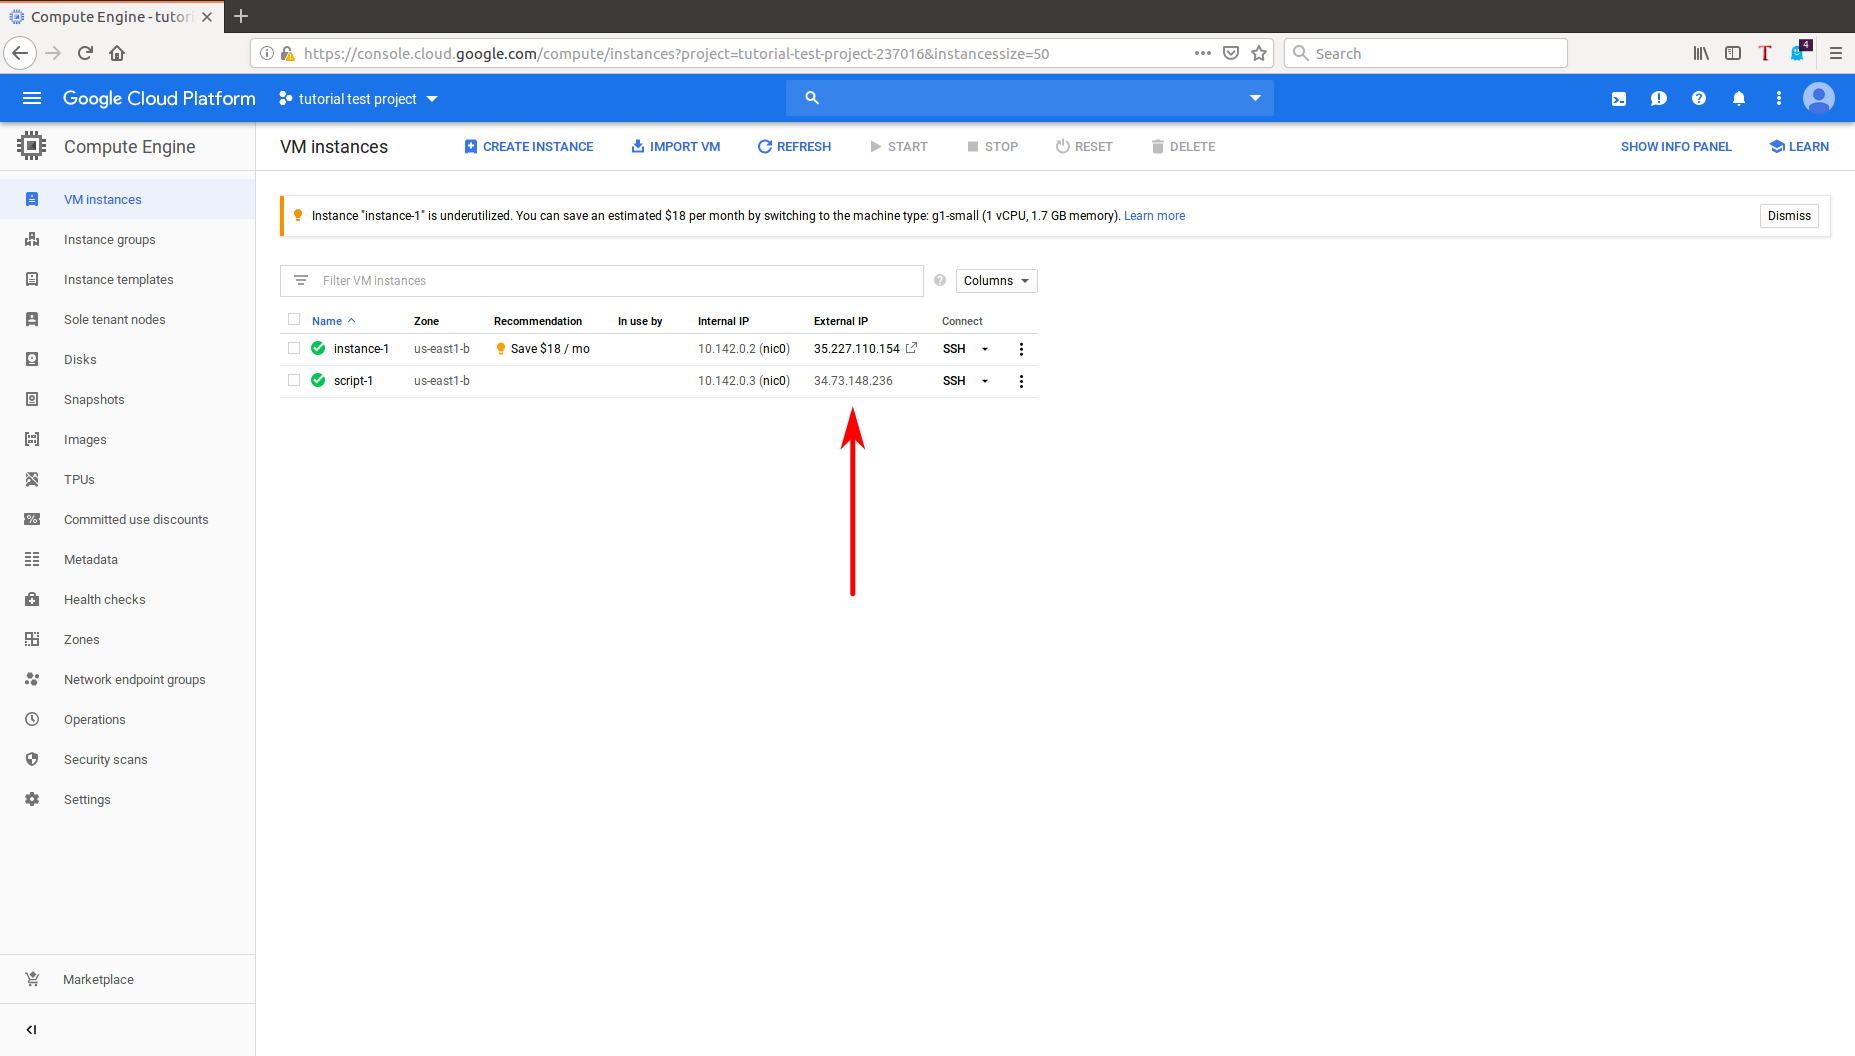 Compute Engine - tutori
https://console.cloud.google.com/compute/instances?project=tutorial-test-project-237016&instancessize=50
Search
T
4
Google Cloud Platform
tutorial test project
Compute Engine
VM instances
CREATE INSTANCE
IMPORT VM
REFRESH
START
STOP
RESET
DELETE
SHOW INFO PANEL
LEARN
VM instances
Instance groups
Instance templates
Sole tenant nodes
Disks
Snapshots
Images
TPUs
Committed use discounts
Metadata
Health checks
Zones
Network endpoint groups
Operations
Security scans
Settings
Marketplace
Instance "instance-1" is underutilized. You can save an estimated $18 per month by switching to the machine type: g1-small (1 vCPU, 1.7 GB memory). Learn more
Dismiss
Filter VM instances
Columns
Name Zone Recommendation In use by Internal IP External IP Connect
instance-1 us-east1-b Save $18 / mo 10.142.0.2 (nic0) 35.227.110.154 SSH
script-1 us-east1-b 10.142.0.3 (nic0) 34.73.148.236 SSH